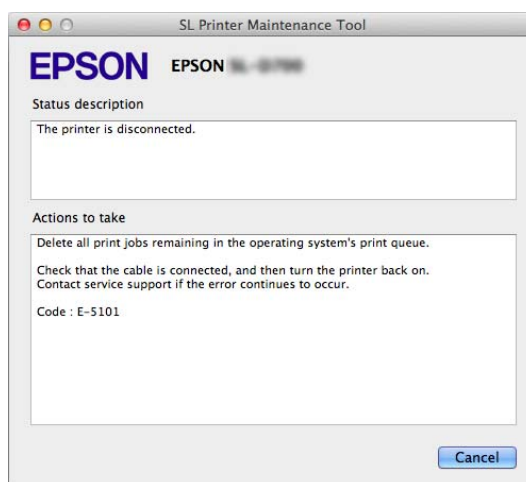 SL Printer Maintenance Tool
EPSON EPSON
Status description
The printer is disconnected.
Actions to take
Delete all print jobs remaining in the operating system's print queue.
Check that the cable is connected, and then turn the printer back on.
Contact service support if the error continues to occur.
Code : E-5101
Cancel